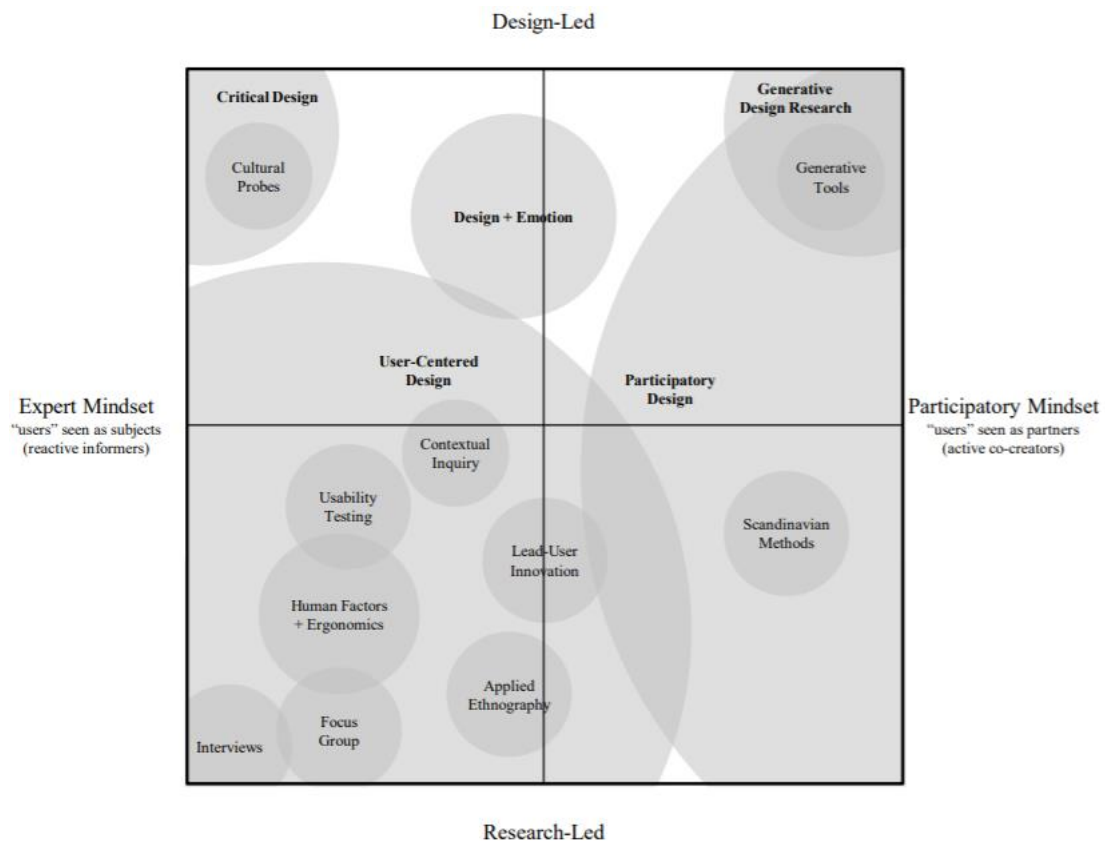 Design-Led
Critical Design
Cultural
Probes
Generative
Design Research
Generative
Tools
Design + Emotion
User-Centered
Design
Participatory
Design
Expert Mindset
“users” seen as subjects
(reactive informers)
Participatory Mindset
“users” seen as partners
(active co-creators)
Contextual
Inquiry
Usability
Testing
Lead-User
Innovation
Scandinavian
Methods
Human Factors
+ Ergonomics
Applied
Ethnography
Focus
Group
Interviews
Research-Led